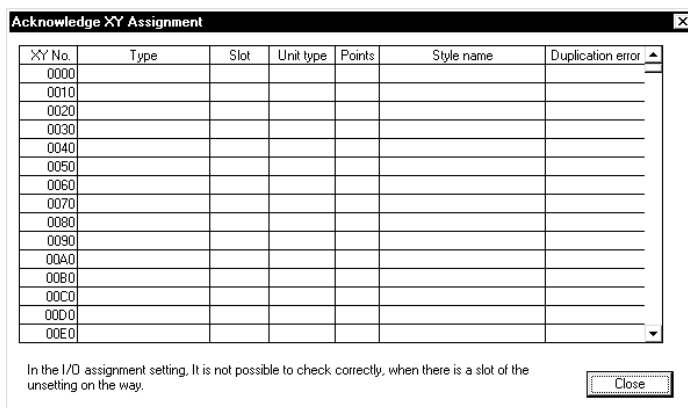 Acknowledge XY Assignment
XY No. Type Slot Unit type Points Style name Duplication error
0000
0010
0020
0030
0040
0050
0060
0070
0080
0090
00A0
00B0
00C0
00D0
00E0
In the I/O assignment setting, It is not possible to check correctly, when there is a slot of the
unsetting on the way.
Close